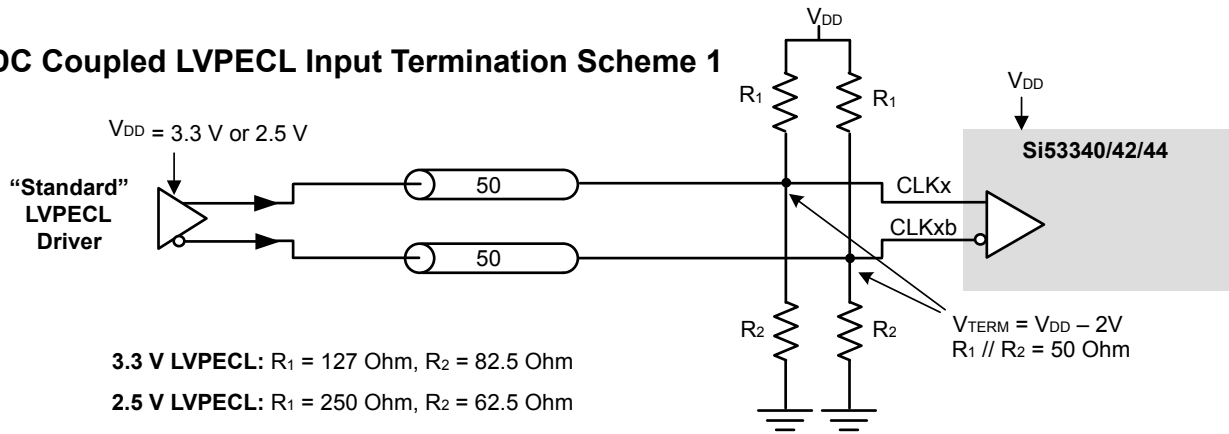 DC Coupled LVPECL Input Termination Scheme 1
VDD
R1
R1
VDD
VDD = 3.3 V or 2.5 V
Si53340/42/44
“Standard”
LVPECL
Driver
50
CLKx
50
CLKxb
R2
R2
VTERM = VDD – 2V
R1 // R2 = 50 Ohm
3.3 V LVPECL: R1 = 127 Ohm, R2 = 82.5 Ohm
2.5 V LVPECL: R1 = 250 Ohm, R2 = 62.5 Ohm